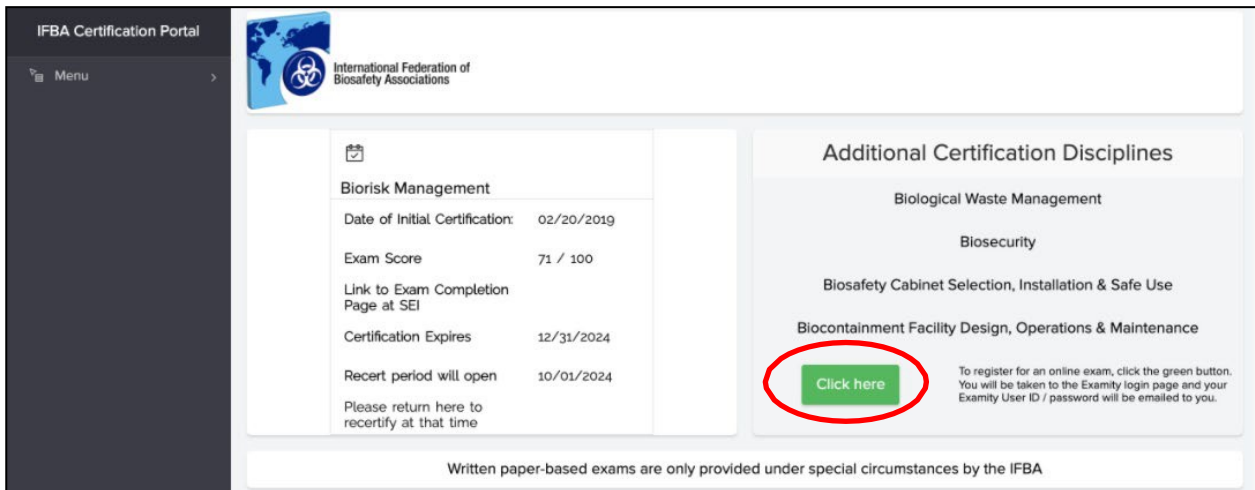 IFBA Certification Portal
Menu
International Federation of
Biosafety Associations
Biorisk Management
Date of Initial Certification: 02/20/2019
Exam Score 71 / 100
Link to Exam Completion
Page at SEI
Certification Expires 12/31/2024
Recert period will open 10/01/2024
Please return here to
recertify at that time
Additional Certification Disciplines
Biological Waste Management
Biosecurity
Biosafety Cabinet Selection, Installation & Safe Use
Biocontainment Facility Design, Operations & Maintenance
Click here
To register for an online exam, click the green button.
You will be taken to the Examity login page and your
Examity User ID / password will be emailed to you.
Written paper-based exams are only provided under special circumstances by the IFBA